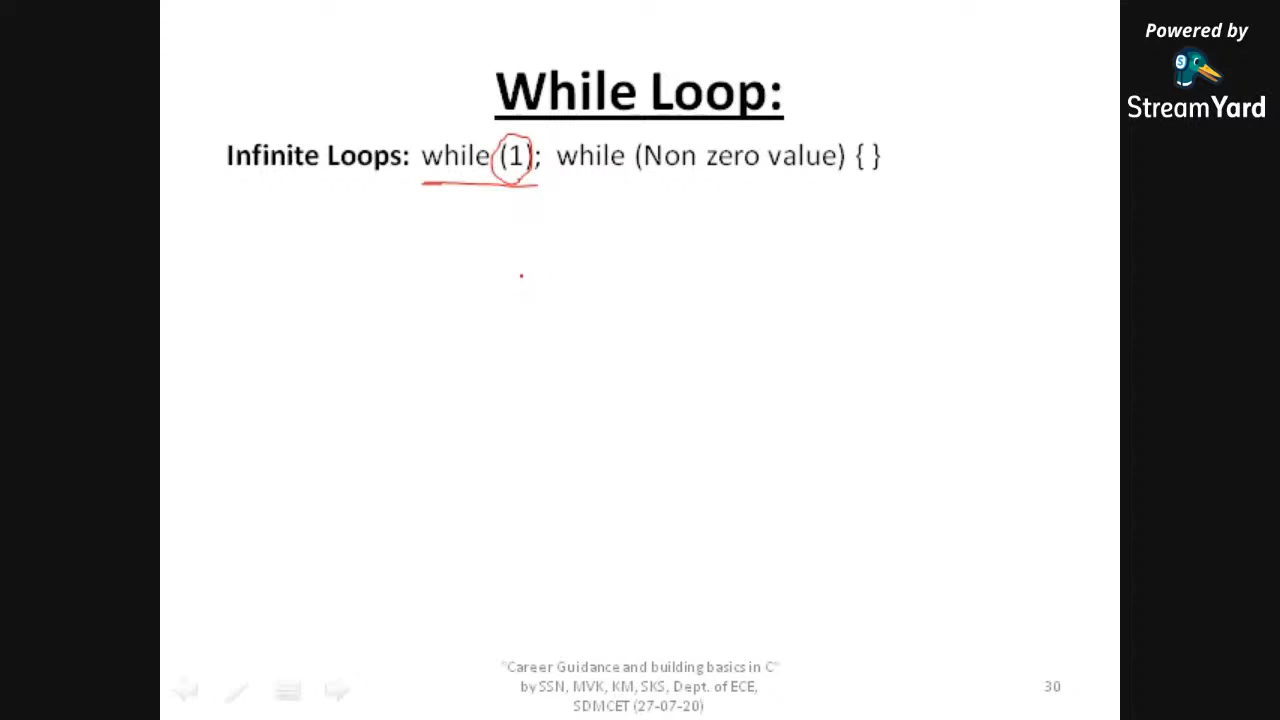 Powered by
StreamYard
While Loop:
Infinite Loops: while (1); while (Non zero value) { }
"Career Guidance and building basics in C"
by SSN, MVK, KM, SKS, Dept. of ECE,
SDMCET (27-07-20)
30